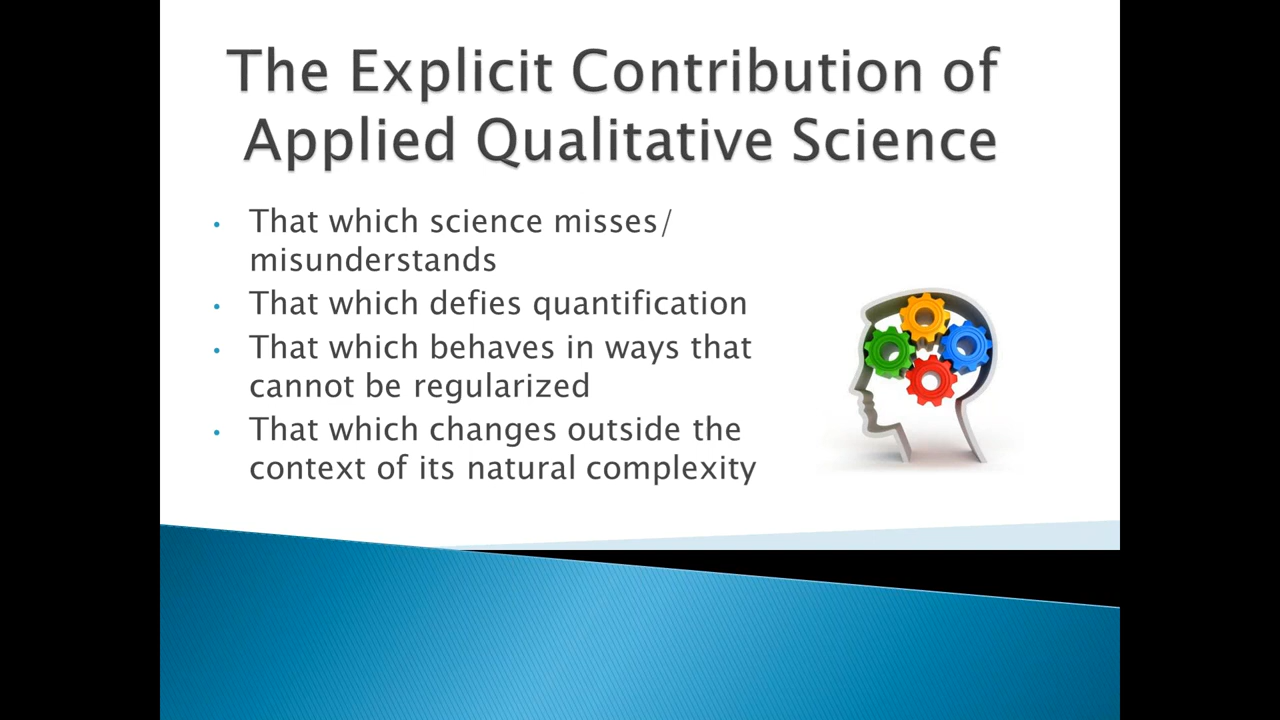 The Explicit Contribution of
Applied Qualitative Science
• That which science misses/
misunderstands
• That which defies quantification
• That which behaves in ways that
cannot be regularized
• That which changes outside the
context of its natural complexity